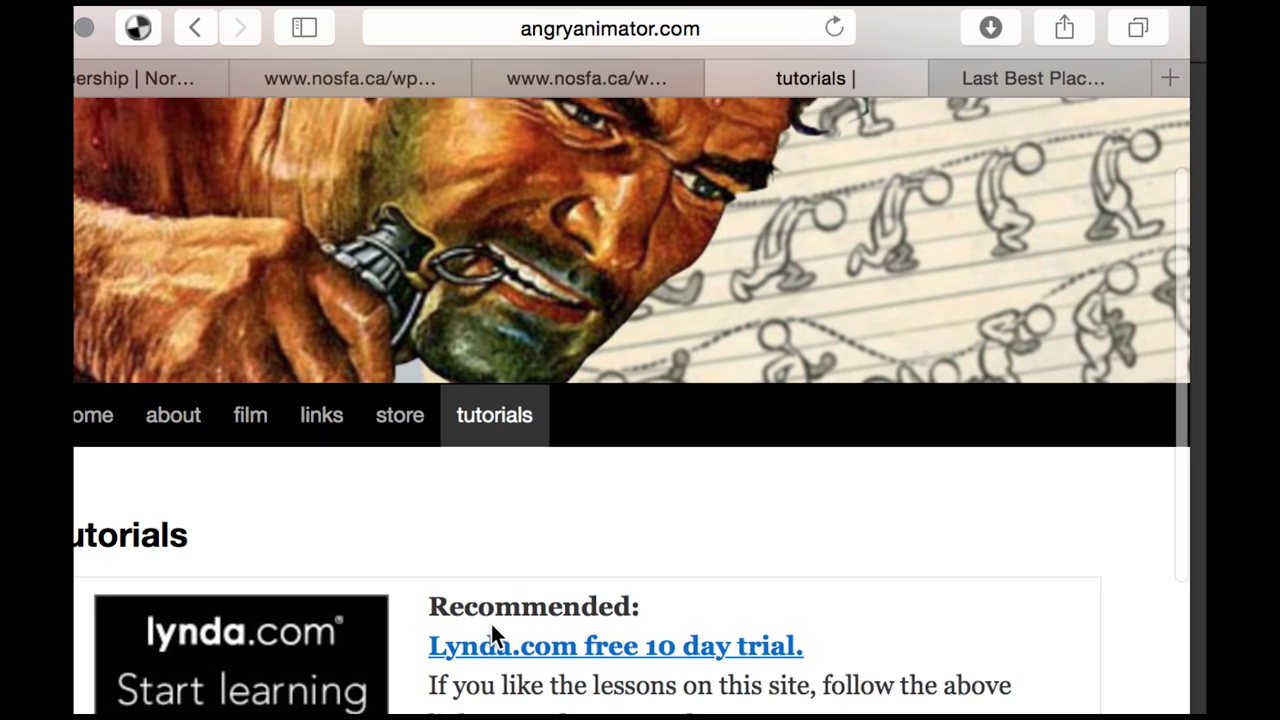 angryanimator.com
ership | Nor...
www.nosfa.ca/wp...
www.nosfa.ca/w...
tutorials |
Last Best Plac...
ome about film links store tutorials
utorials
lynda.com®
Start learning
Recommended:
Lynda.com free 10 day trial.
If you like the lessons on this site, follow the above